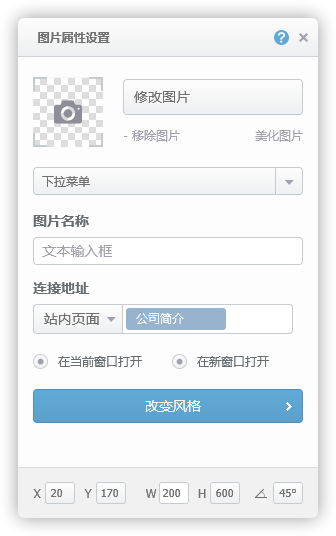 图片属性设置
修改图片
- 移除图片 美化图片
下拉菜单
图片名称
文本输入框
连接地址
站内页面 公司简介
在当前窗口打开 在新窗口打开
改变风格
X 20 Y 170 W 200 H 600 45°